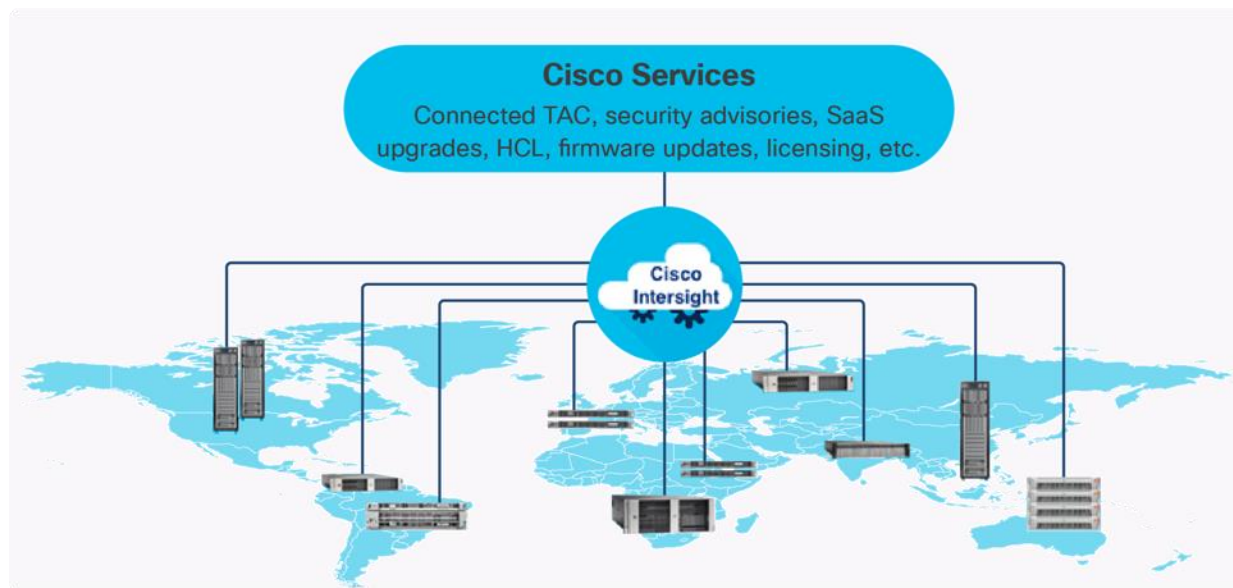 Cisco Services
Connected TAC, security advisories, SaaS
upgrades, HCL, firmware updates, licensing, etc.
Cisco
Intersight